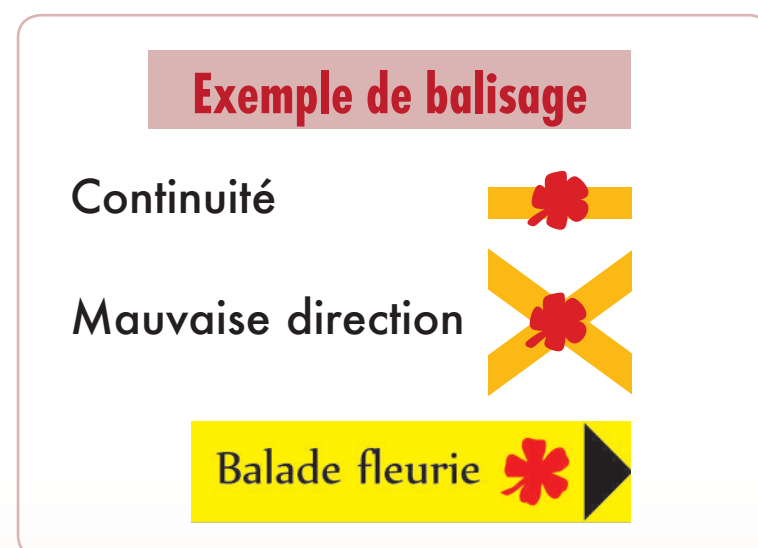 Exemple de balisage
Continuité
Mauvaise direction
Balade fleurie